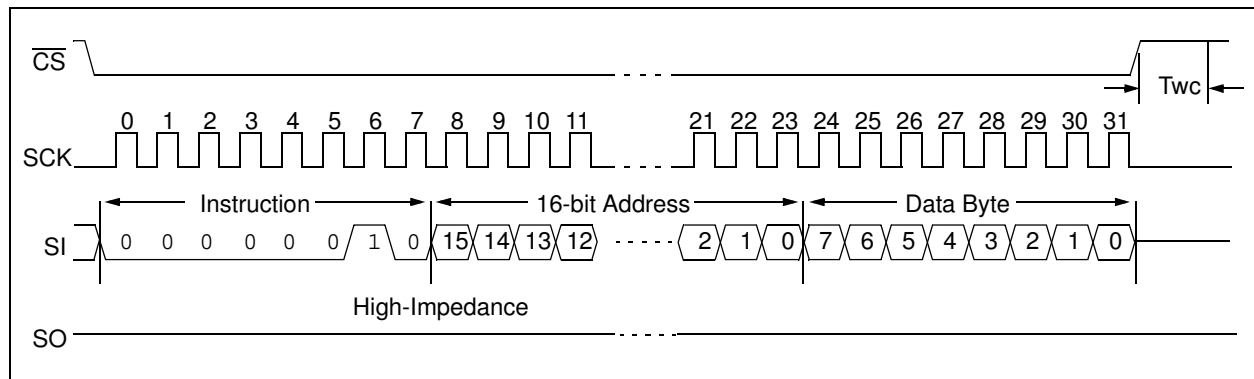 CS
Twc
0 1 2 3 4 5 6 7 8 9 10 11 21 22 23 24 25 26 27 28 29 30 31
SCK
Instruction 16-bit Address Data Byte
SI 0 0 0 0 0 0 1 0 15 14 13 12 2 1 0 7 6 5 4 3 2 1 0
High-Impedance
SO